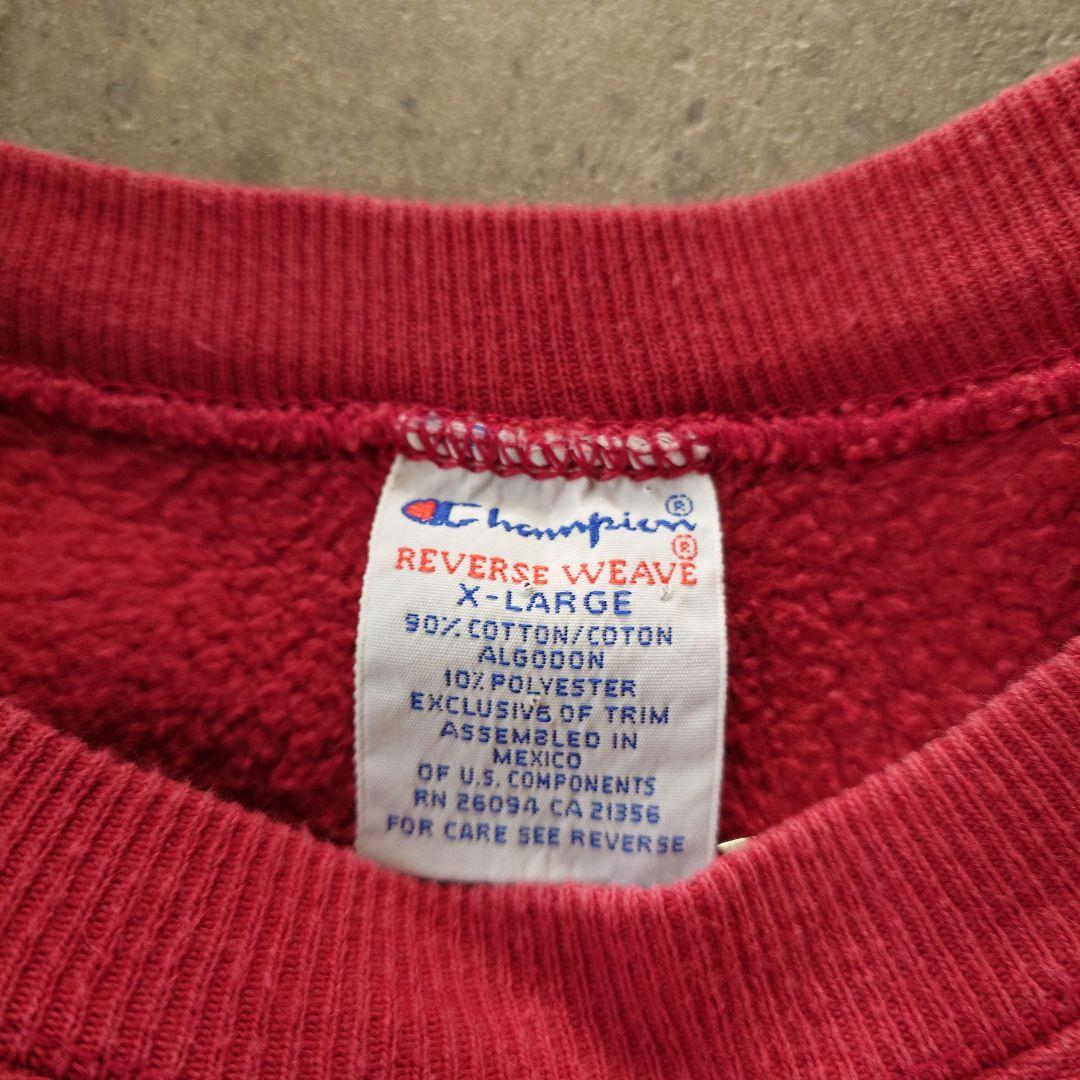 Champion®
REVERSE WEAVE®
X-LARGE
90% COTTON/COTON
ALGODON
10% POLYESTER
EXCLUSIVE OF TRIM
ASSEMBLED IN
MEXICO
OF U.S. COMPONENTS
RN 26094 CA 21356
FOR CARE SEE REVERSE